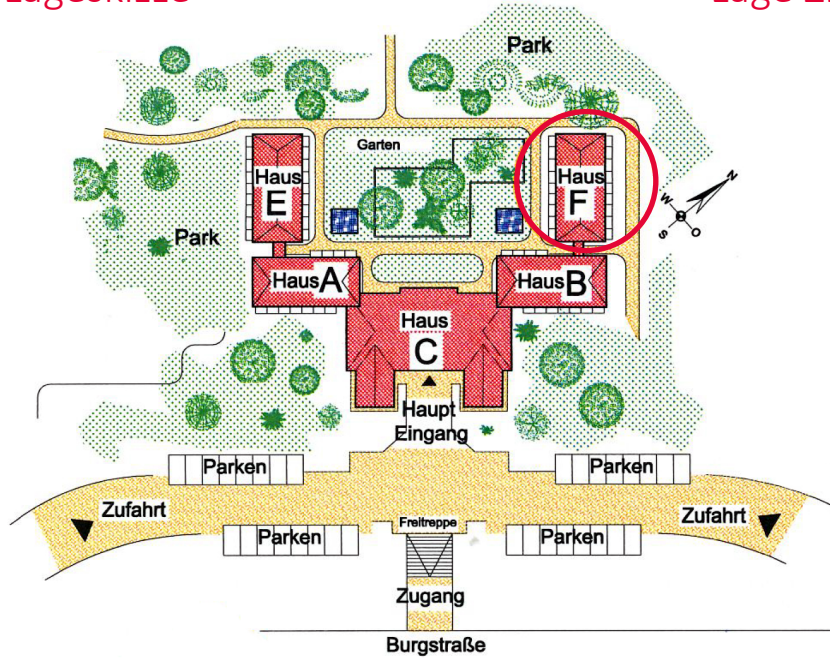 Lageskizze
Park
Garten
Haus
E
Haus
F
N
W
S
O
Park
Haus A
Haus B
Haus
C
Haupt
Eingang
Parken
Parken
Zufahrt
Freitreppe
Zufahrt
Parken
Parken
Zugang
Burgstraße